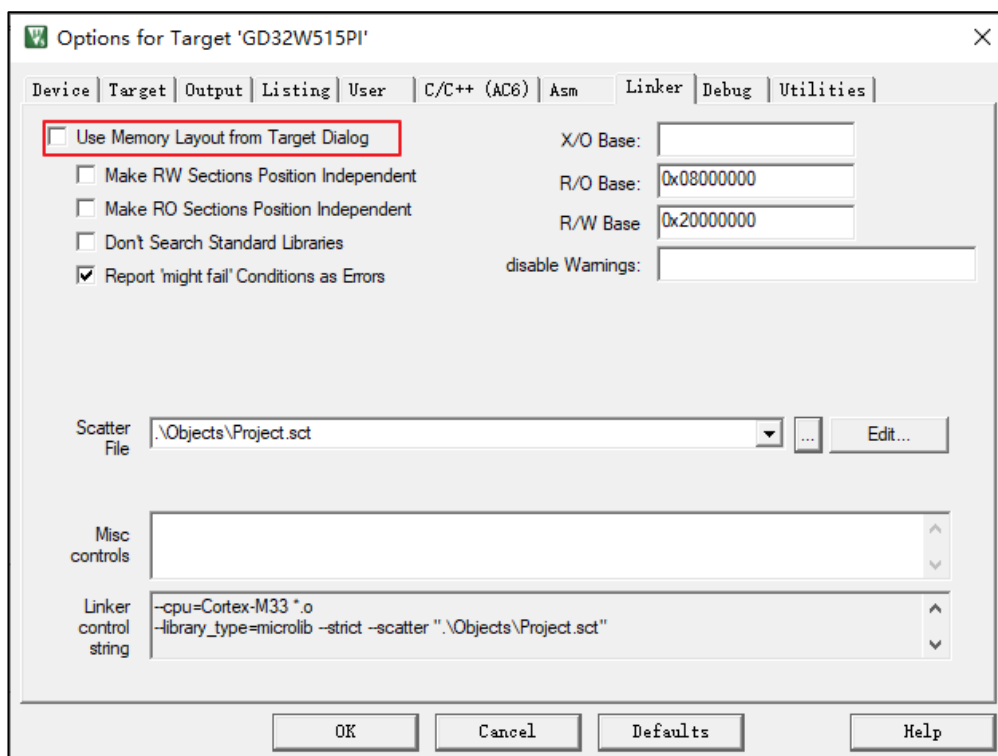 Options for Target 'GD32W515PI'
Device Target Output Listing User C/C++ (AC6) Asm Linker Debug Utilities
Use Memory Layout from Target Dialog
Make RW Sections Position Independent
Make RO Sections Position Independent
Don't Search Standard Libraries
Report 'might fail' Conditions as Errors
X/O Base:
R/O Base: 0x08000000
R/W Base 0x20000000
disable Warnings:
Scatter
File
.\Objects\Project.sct
...
Edit...
Misc
controls
Linker
control
string
--cpu=Cortex-M33 *.o
--library_type=microlib --strict --scatter ".\Objects\Project.sct"
OK Cancel Defaults Help